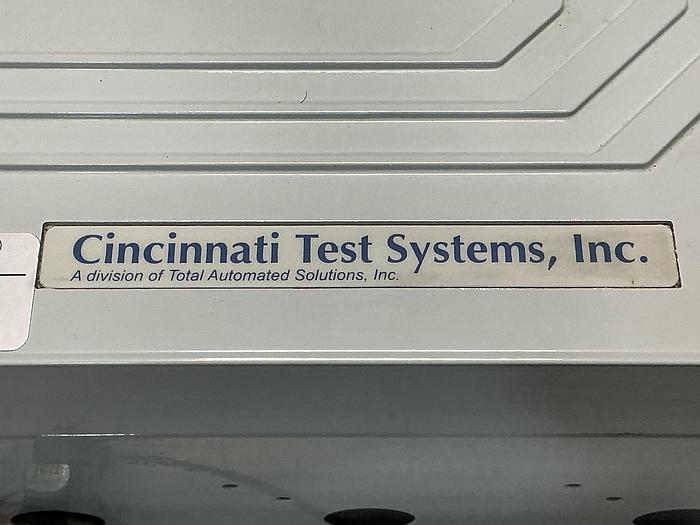 Cincinnati Test Systems, Inc.
A division of Total Automated Solutions, Inc.